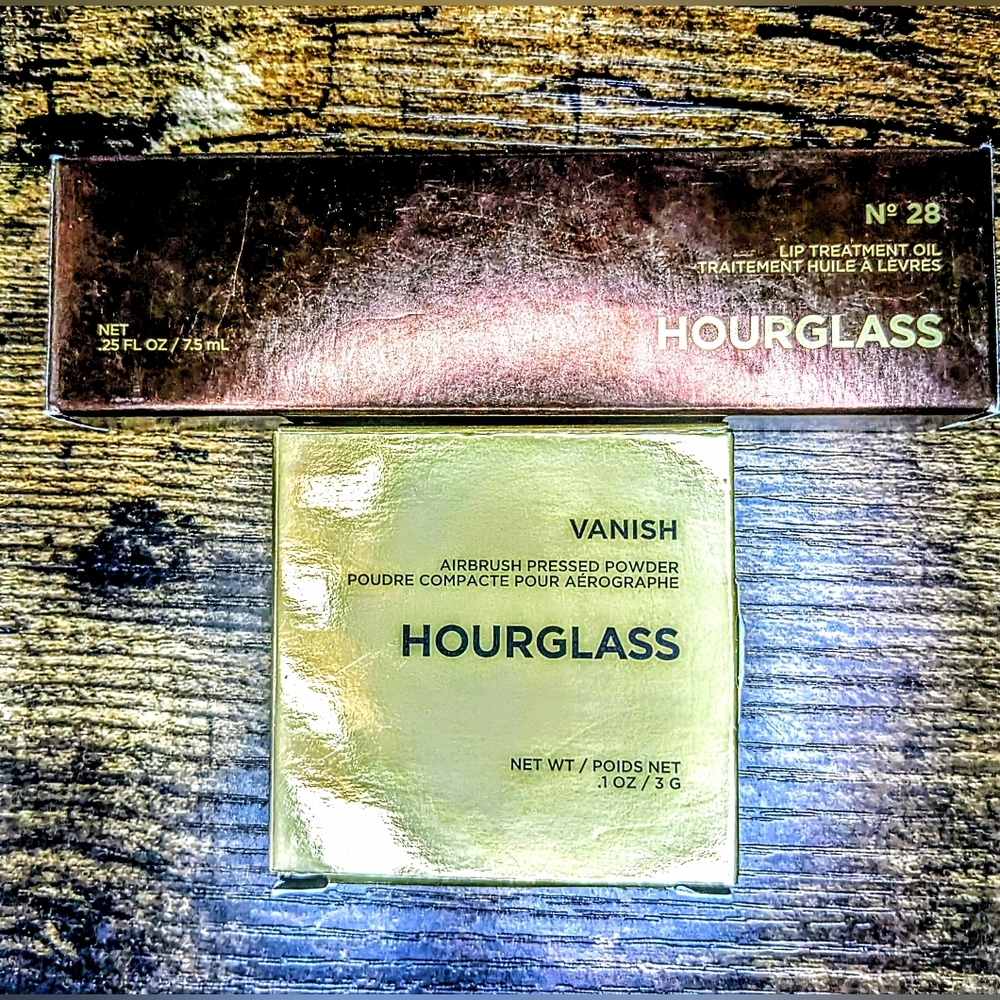 Nº 28
LIP TREATMENT OIL
TRAITEMENT HUILE À LÈVRES
HOURGLASS
NET
.25 FL OZ / 7.5 mL
VANISH
AIRBRUSH PRESSED POWDER
POUDRE COMPACTE POUR AÉROGRAPHE
HOURGLASS
NET WT / POIDS NET
.1 OZ / 3 G